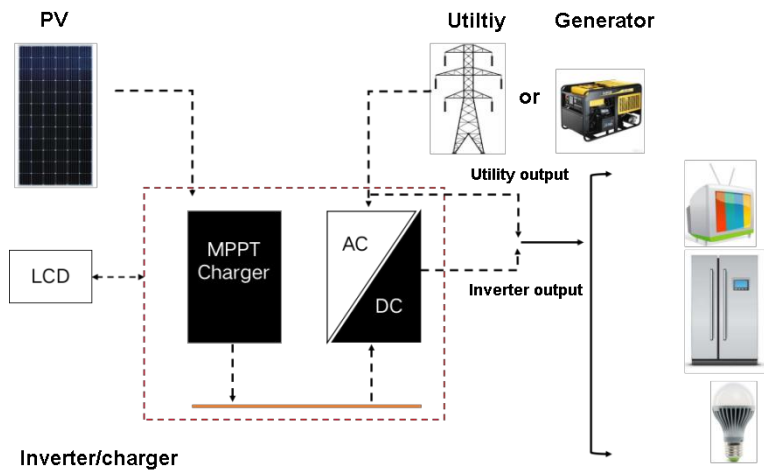 PV
Utiltiy
Generator
or
Utility output
MPPT
Charger
AC
DC
LCD
Inverter output
Inverter/charger